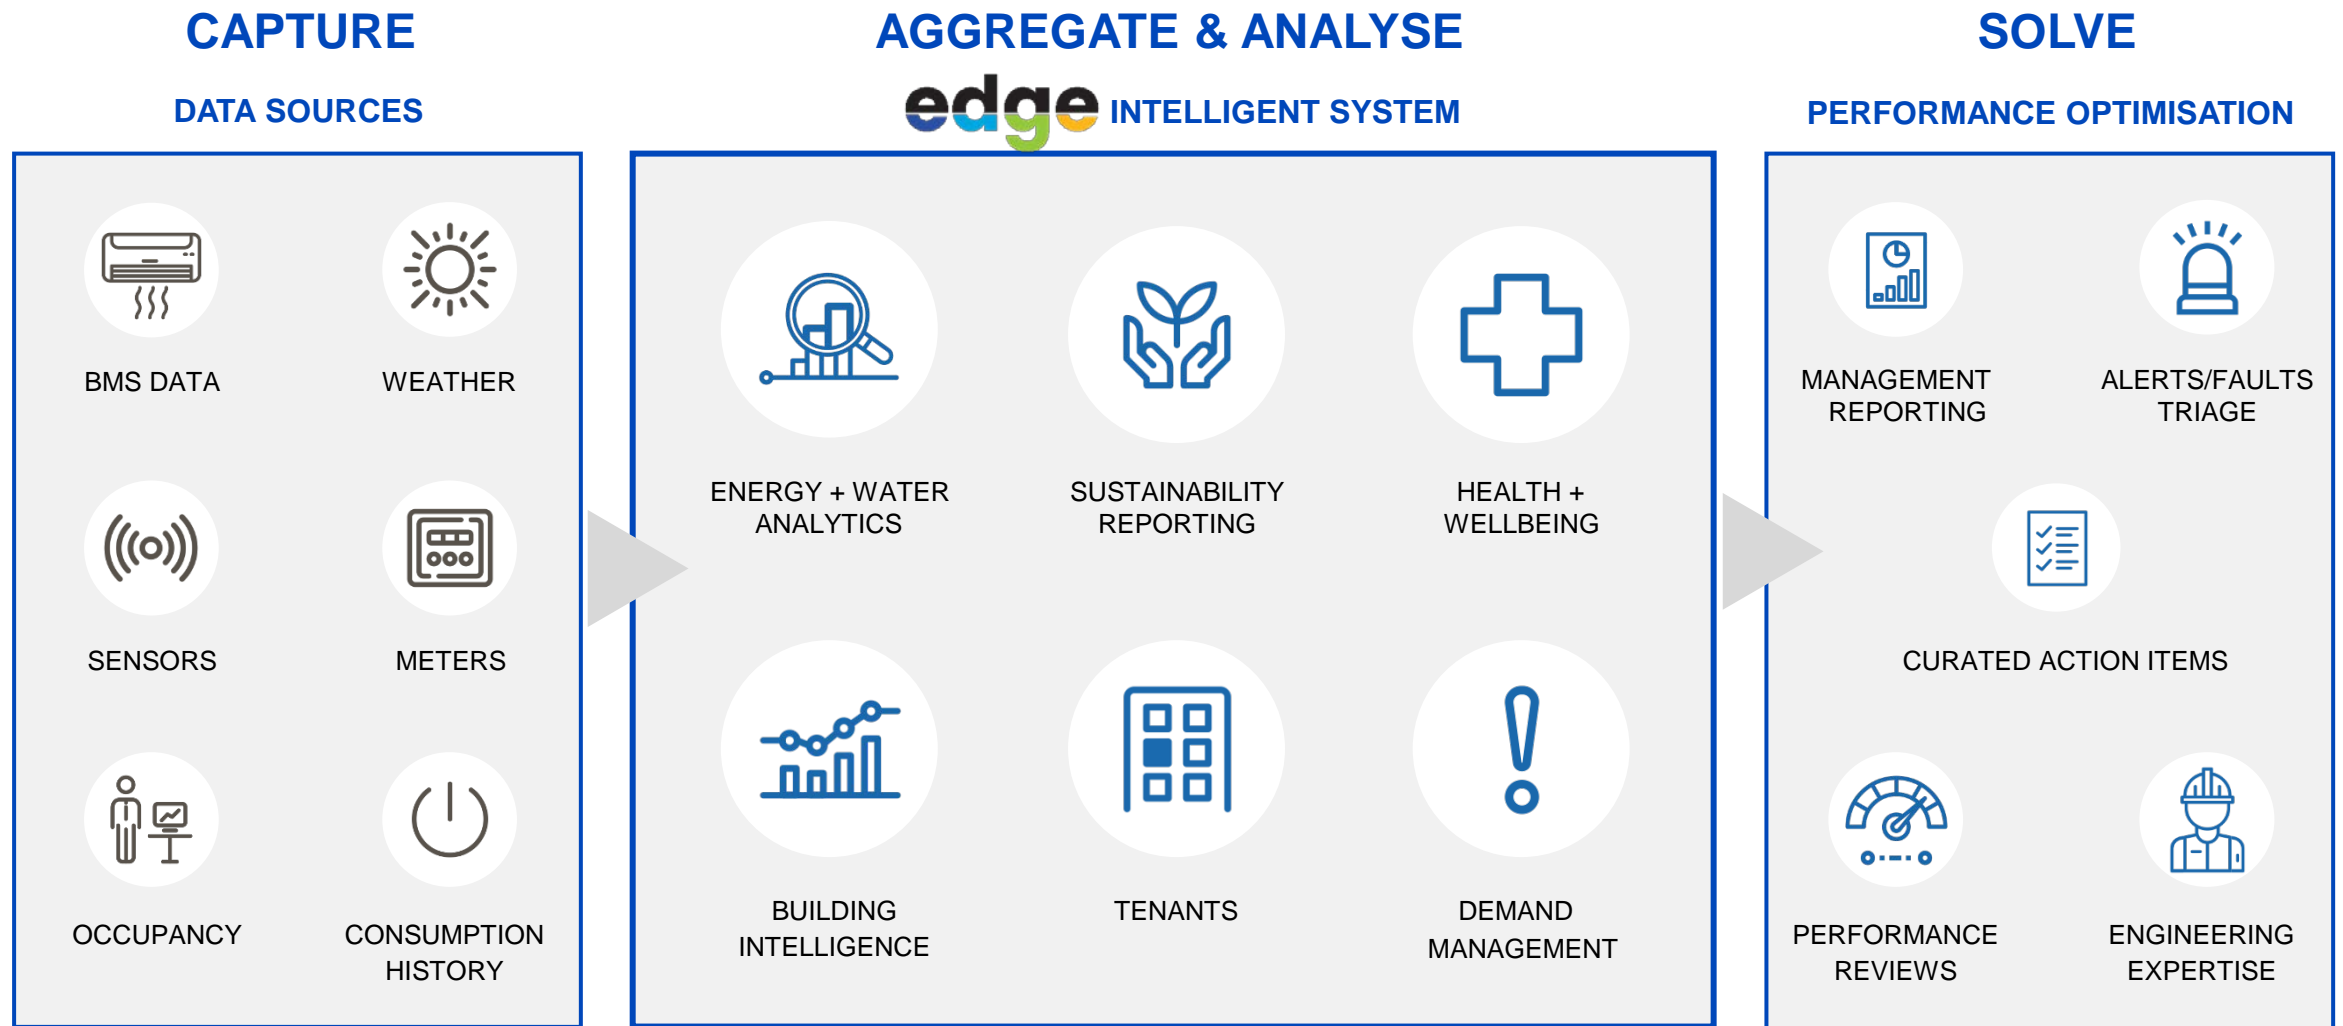 CAPTURE
DATA SOURCES
BMS DATA
WEATHER
SENSORS
METERS
OCCUPANCY
CONSUMPTION
HISTORY
AGGREGATE & ANALYSE
edge INTELLIGENT SYSTEM
ENERGY + WATER
ANALYTICS
SUSTAINABILITY
REPORTING
HEALTH +
WELLBEING
BUILDING
INTELLIGENCE
TENANTS
DEMAND
MANAGEMENT
SOLVE
PERFORMANCE OPTIMISATION
MANAGEMENT
REPORTING
ALERTS/FAULTS
TRIAGE
CURATED ACTION ITEMS
PERFORMANCE
REVIEWS
ENGINEERING
EXPERTISE